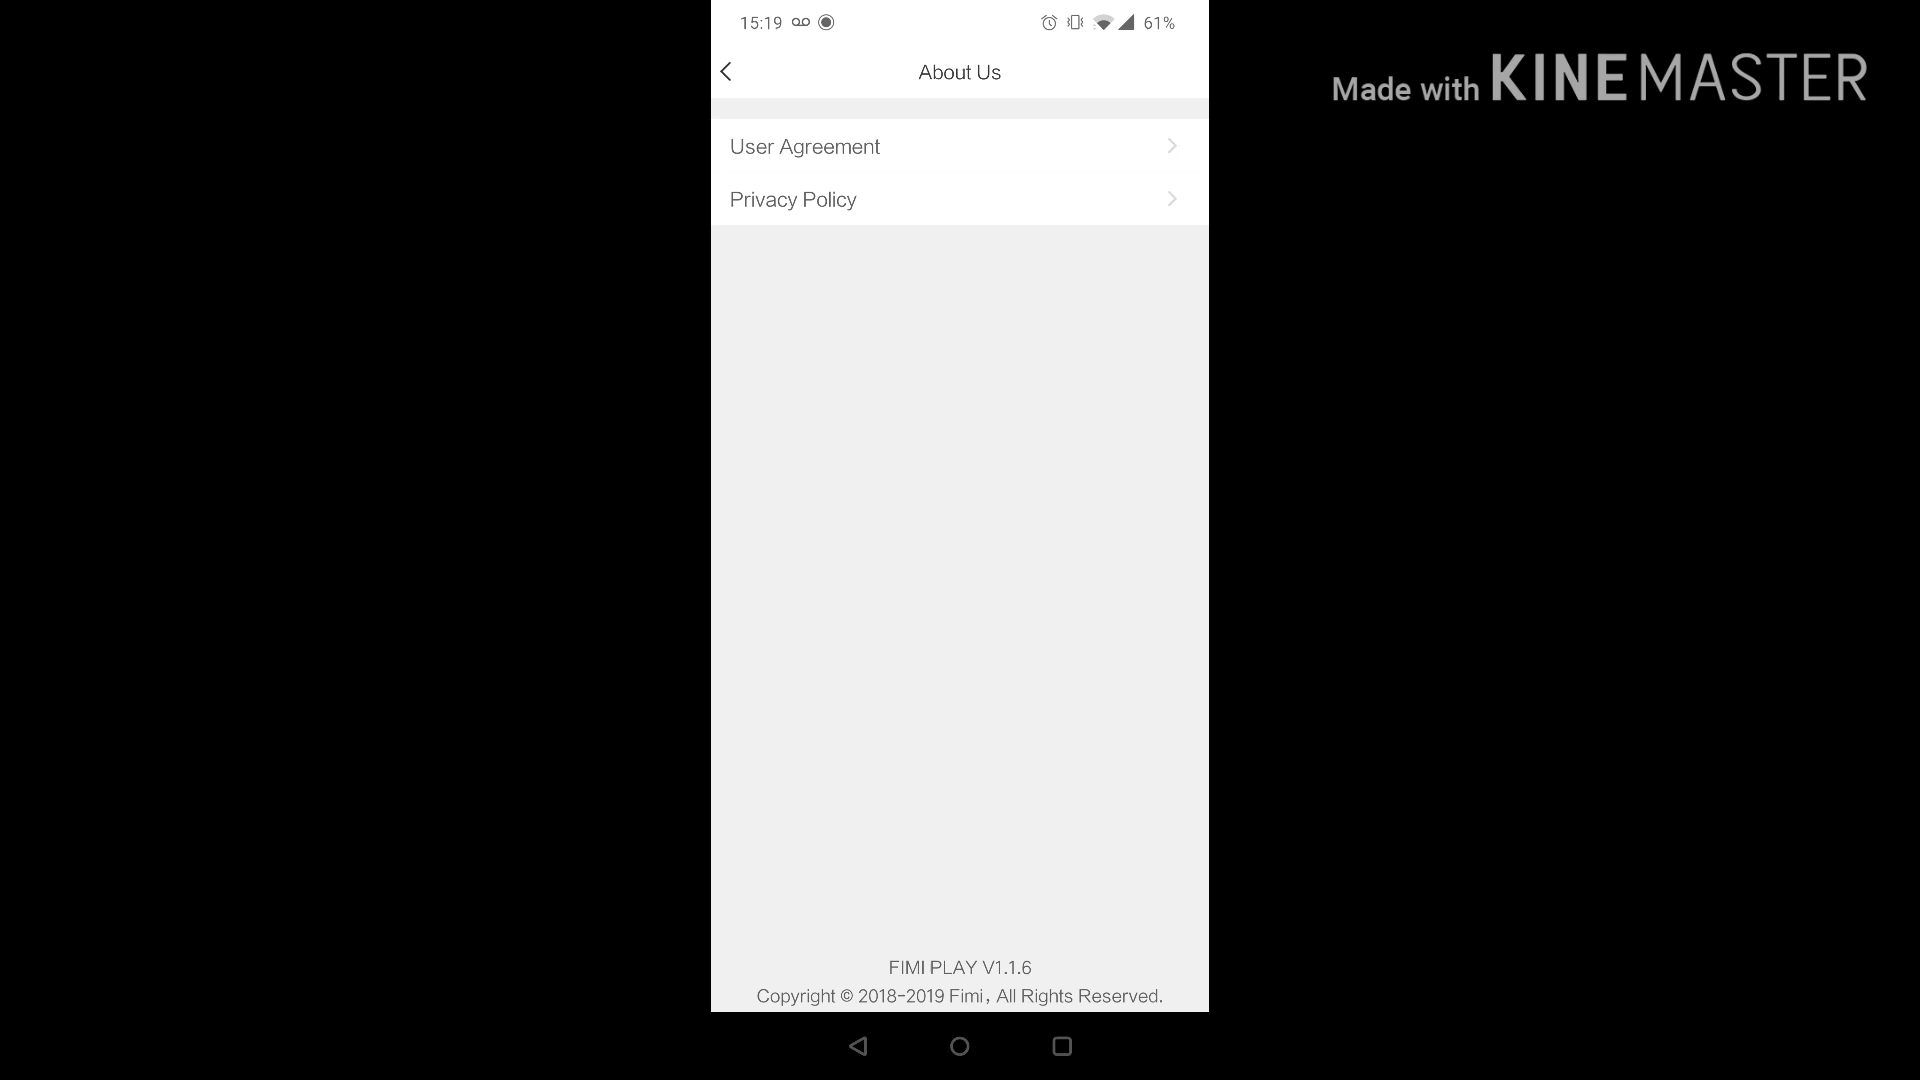 15:19 61%
About Us
Made with KINEMASTER
User Agreement
Privacy Policy
FIMI PLAY V1.1.6
Copyright © 2018-2019 Fimi, All Rights Reserved.